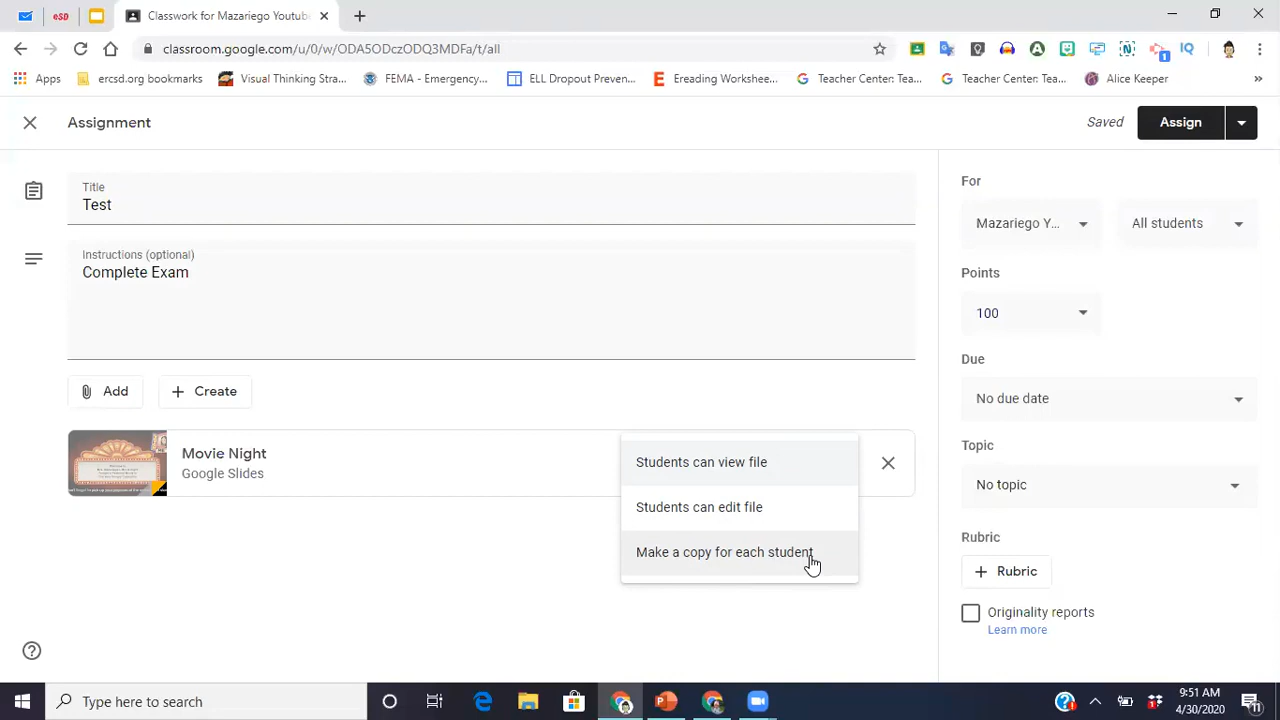 eSD
Classwork for Mazariego Youtube
classroom.google.com/u/0/w/ODA5ODczODQ3MDFa/t/all
1
IQ
Apps
ercsd.org bookmarks
Visual Thinking Stra...
FEMA - Emergency...
ELL Dropout Preven...
Ereading Workshee...
Teacher Center: Tea...
Teacher Center: Tea...
Alice Keeper
»
Assignment
Saved
Assign
Title
Test
Instructions (optional)
Complete Exam
Add
Create
Movie Night
Google Slides
Students can view file
Students can edit file
Make a copy for each student
For
Mazariego Y...
All students
Points
100
Due
No due date
Topic
No topic
Rubric
Rubric
Originality reports
Learn more
Type here to search
9:51 AM
4/30/2020